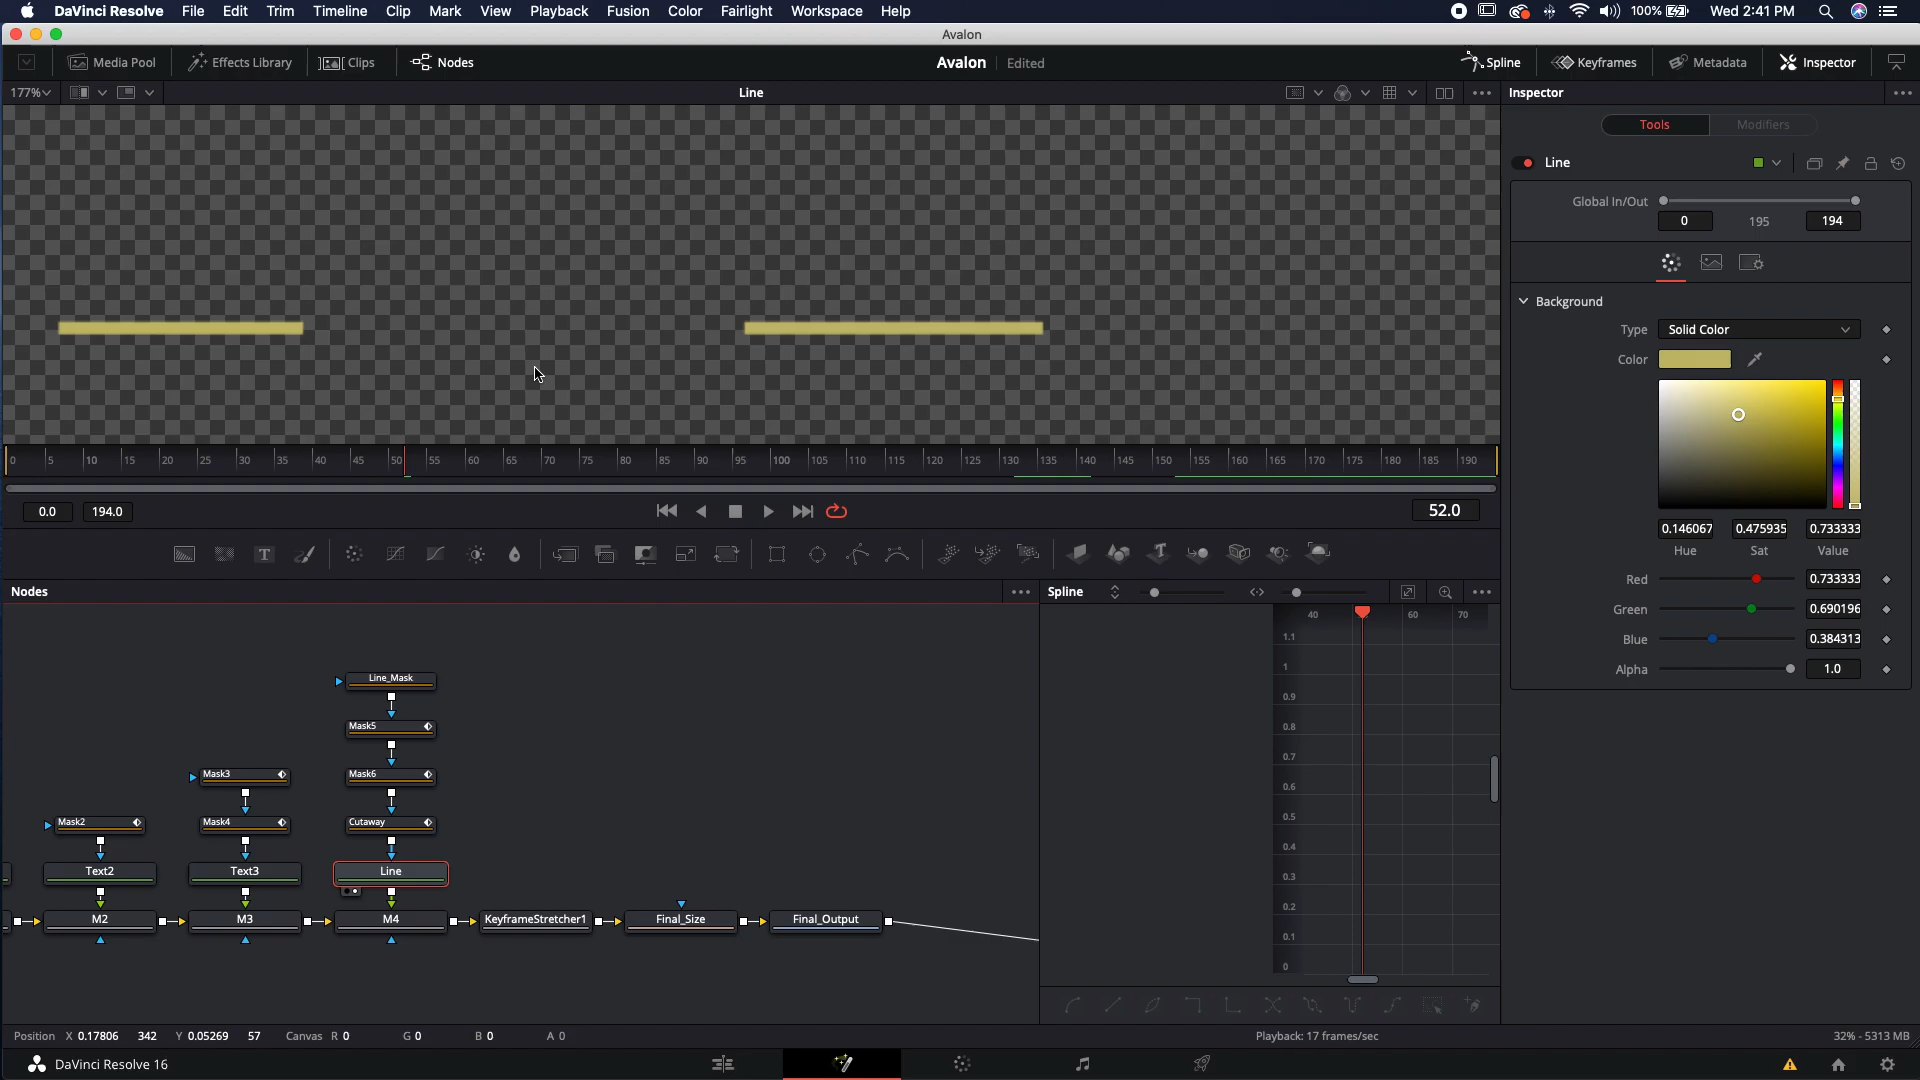 DaVinci Resolve File Edit Trim Timeline Clip Mark View Playback Fusion Color Fairlight Workspace Help 100% Wed 2:41 PM
Avalon
Media Pool Effects Library Clips Nodes Avalon Edited Spline Keyframes Metadata Inspector
177% Line Inspector
Tools Modifiers
Line
Global In/Out
0 195 194
Background
Type Solid Color
Color
0 5 10 15 20 25 30 35 40 45 50 55 60 65 70 75 80 85 90 95 100 105 110 115 120 125 130 135 140 145 150 155 160 165 170 175 180 185 190
0.0 194.0 52.0
0.146067 0.475935 0.733333
Hue Sat Value
Red 0.733333
Green 0.690196
Blue 0.384313
Alpha 1.0
Nodes Spline
40 60 70
1.1
1
0.9
0.8
0.7
0.6
0.5
0.4
0.3
0.2
0.1
0
Line_Mask
Mask5
Mask3 Mask6
Mask2 Mask4 Cutaway
Text2 Text3 Line
M2 M3 M4 KeyframeStretcher1 Final_Size Final_Output
Position X 0.17806 342 Y 0.05269 57 Canvas R 0 G 0 B 0 A 0 Playback: 17 frames/sec 32% - 5313 MB
DaVinci Resolve 16